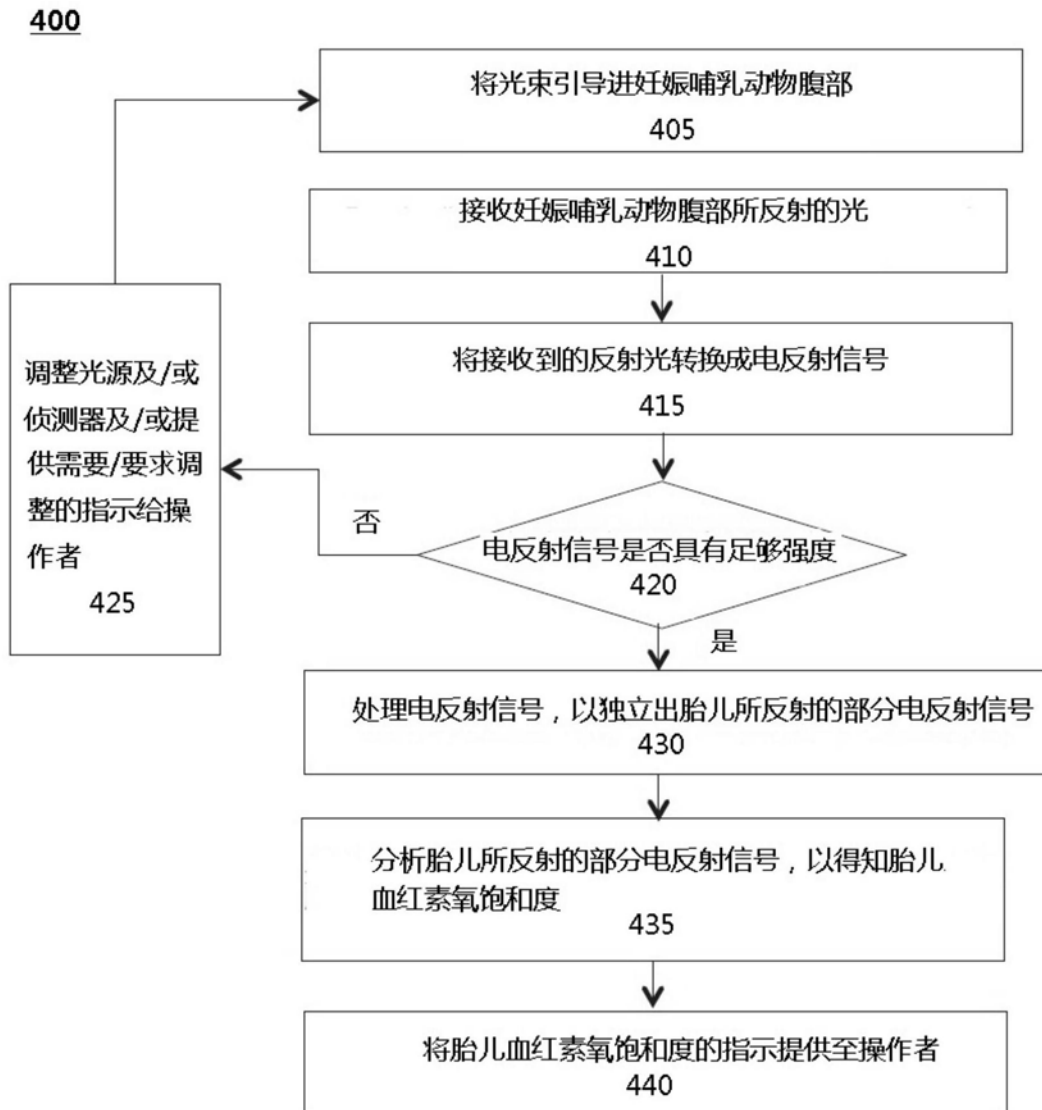 400
将光束引导进妊娠哺乳动物腹部
405
接收妊娠哺乳动物腹部所反射的光
410
将接收到的反射光转换成电反射信号
415
调整光源及/或
侦测器及/或提
供需要/要求调
整的指示给操
作者
425
否
电反射信号是否具有足够强度
420
是
处理电反射信号，以独立出胎儿所反射的部分电反射信号
430
分析胎儿所反射的部分电反射信号，以得知胎儿
血红素氧饱和度
435
将胎儿血红素氧饱和度的指示提供至操作者
440